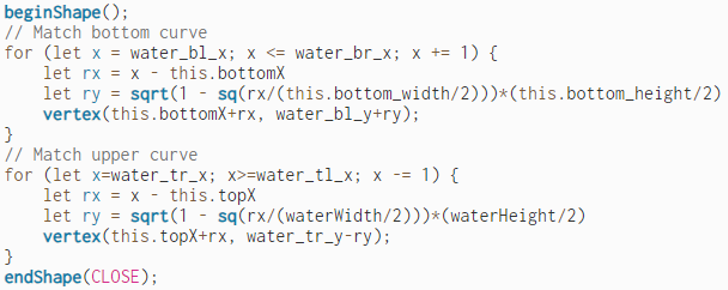 beginShape();
// Match bottom curve
for (let x = water_bl_x; x <= water_br_x; x += 1) {
    let rx = x - this.bottomX
    let ry = sqrt(1 - sq(rx/(this.bottom_width/2)))*(this.bottom_height/2)
    vertex(this.bottomX+rx, water_bl_y+ry);
}
// Match upper curve
for (let x=water_tr_x; x>=water_tl_x; x -= 1) {
    let rx = x - this.topX
    let ry = sqrt(1 - sq(rx/(waterWidth/2)))*(waterHeight/2)
    vertex(this.topX+rx, water_tr_y-ry);
}
endShape(CLOSE);